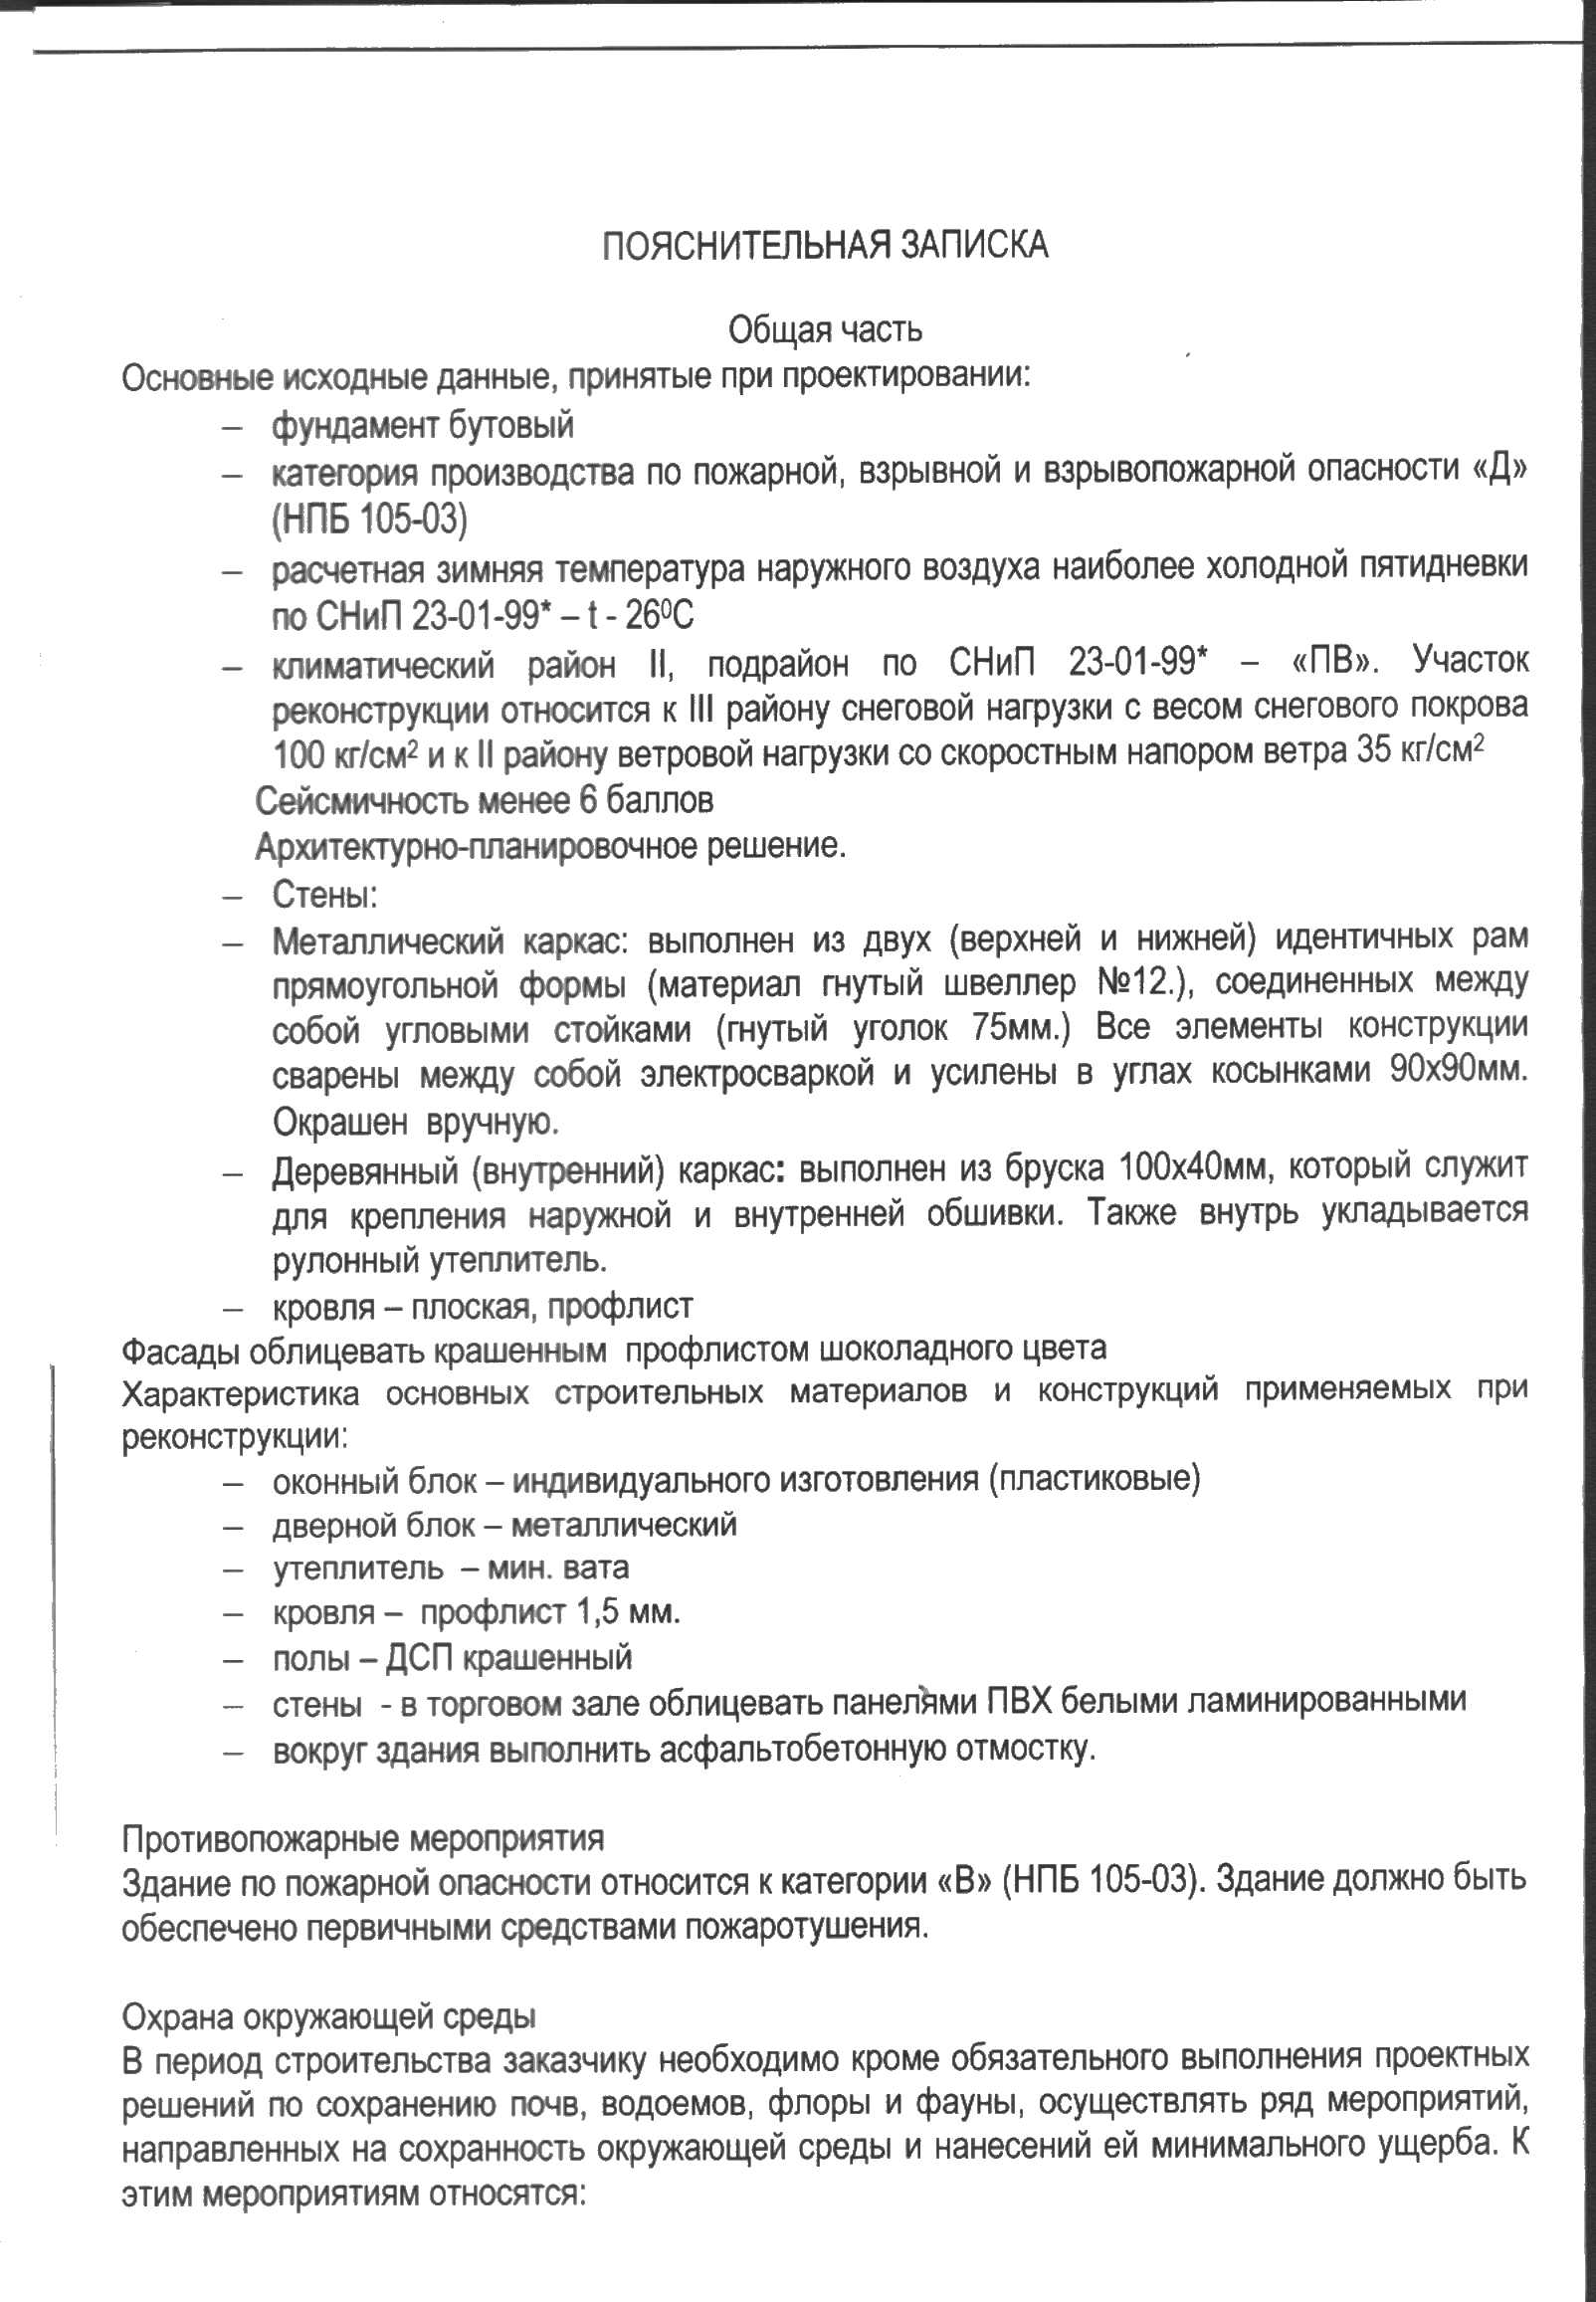 ПОЯСНИТЕЛЬНАЯ ЗАПИСКА
Общая часть
Основные исходные данные, принятые при проектировании:
– фундамент бутовый
– категория производства по пожарной, взрывной и взрывопожарной опасности «Д»
(НПБ 105-03)
– расчетная зимняя температура наружного воздуха наиболее холодной пятидневки
по СНиП 23-01-99* – t - 26⁰С
– климатический район II, подрайон по СНиП 23-01-99* – «ПВ». Участок
реконструкции относится к III району снеговой нагрузки с весом снегового покрова
100 кг/см² и к II району ветровой нагрузки со скоростным напором ветра 35 кг/см²
Сейсмичность менее 6 баллов
Архитектурно-планировочное решение.
– Стены:
– Металлический каркас: выполнен из двух (верхней и нижней) идентичных рам
прямоугольной формы (материал гнутый швеллер №12.), соединенных между
собой угловыми стойками (гнутый уголок 75мм.) Все элементы конструкции
сварены между собой электросваркой и усилены в углах косынками 90х90мм.
Окрашен вручную.
– Деревянный (внутренний) каркас: выполнен из бруска 100х40мм, который служит
для крепления наружной и внутренней обшивки. Также внутрь укладывается
рулонный утеплитель.
– кровля – плоская, профлист
Фасады облицевать крашенным профлистом шоколадного цвета
Характеристика основных строительных материалов и конструкций применяемых при
реконструкции:
– оконный блок – индивидуального изготовления (пластиковые)
– дверной блок – металлический
– утеплитель – мин. вата
– кровля – профлист 1,5 мм.
– полы – ДСП крашенный
– стены - в торговом зале облицевать панелями ПВХ белыми ламинированными
– вокруг здания выполнить асфальтобетонную отмостку.
Противопожарные мероприятия
Здание по пожарной опасности относится к категории «В» (НПБ 105-03). Здание должно быть
обеспечено первичными средствами пожаротушения.
Охрана окружающей среды
В период строительства заказчику необходимо кроме обязательного выполнения проектных
решений по сохранению почв, водоемов, флоры и фауны, осуществлять ряд мероприятий,
направленных на сохранность окружающей среды и нанесений ей минимального ущерба. К
этим мероприятиям относятся: